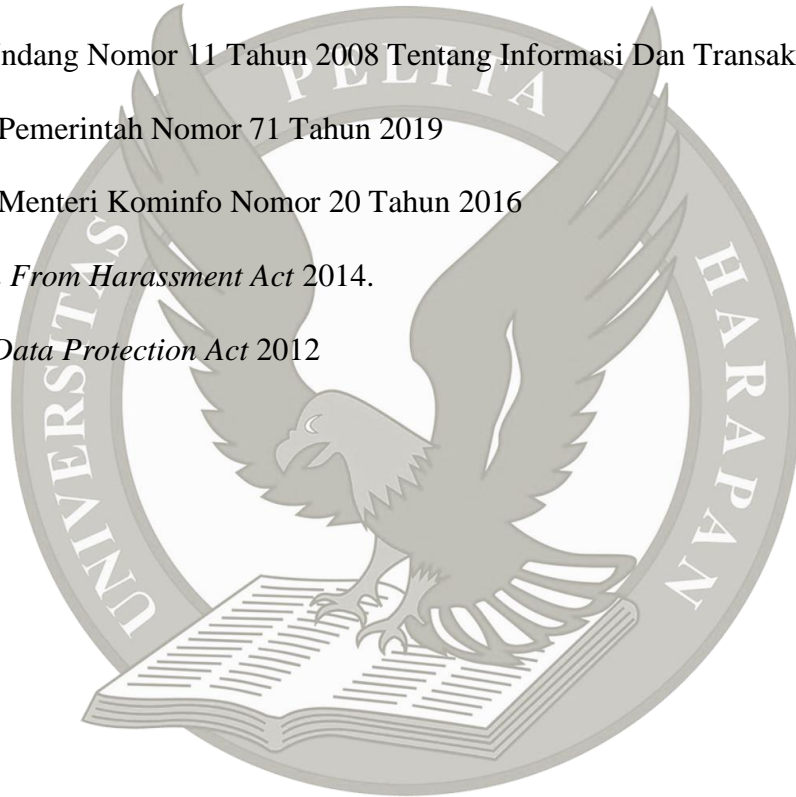 ndang Nomor 11 Tahun 2008 Tentang Informasi Dan Transak
Pemerintah Nomor 71 Tahun 2019
Menteri Kominfo Nomor 20 Tahun 2016
From Harassment Act 2014.
Data Protection Act 2012
UNIVERSITAS PELITA HARAPAN